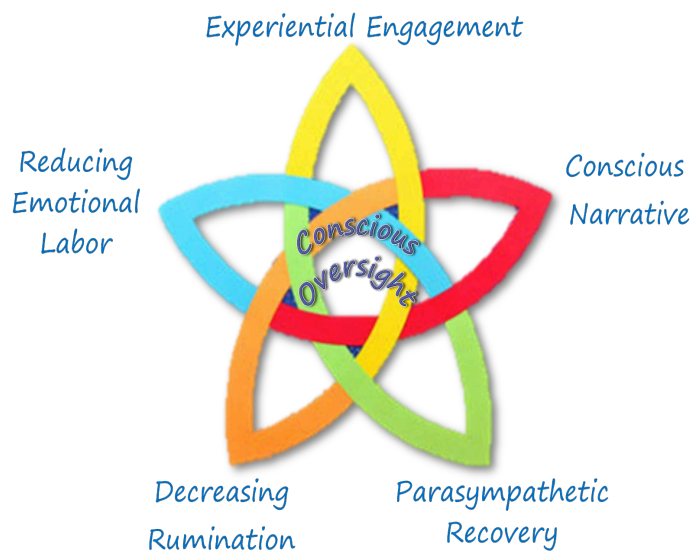 Experiential Engagement
Reducing
Emotional
Labor
Conscious
Narrative
Conscious
Oversight
Decreasing
Rumination
Parasympathetic
Recovery